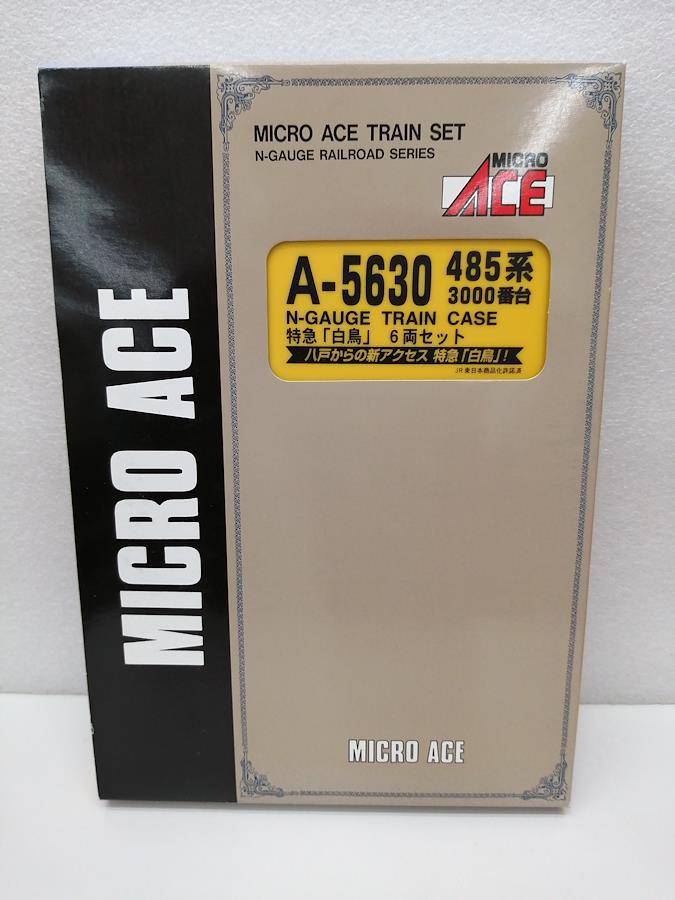 MICRO ACE
MICRO ACE TRAIN SET
N-GAUGE RAILROAD SERIES
MICRO
ACE
A-5630 485系
3000番台
N-GAUGE TRAIN CASE
特急「白鳥」 6両セット
八戸からの新アクセス 特急「白鳥」!
JR東日本商品化許諾済
MICRO ACE